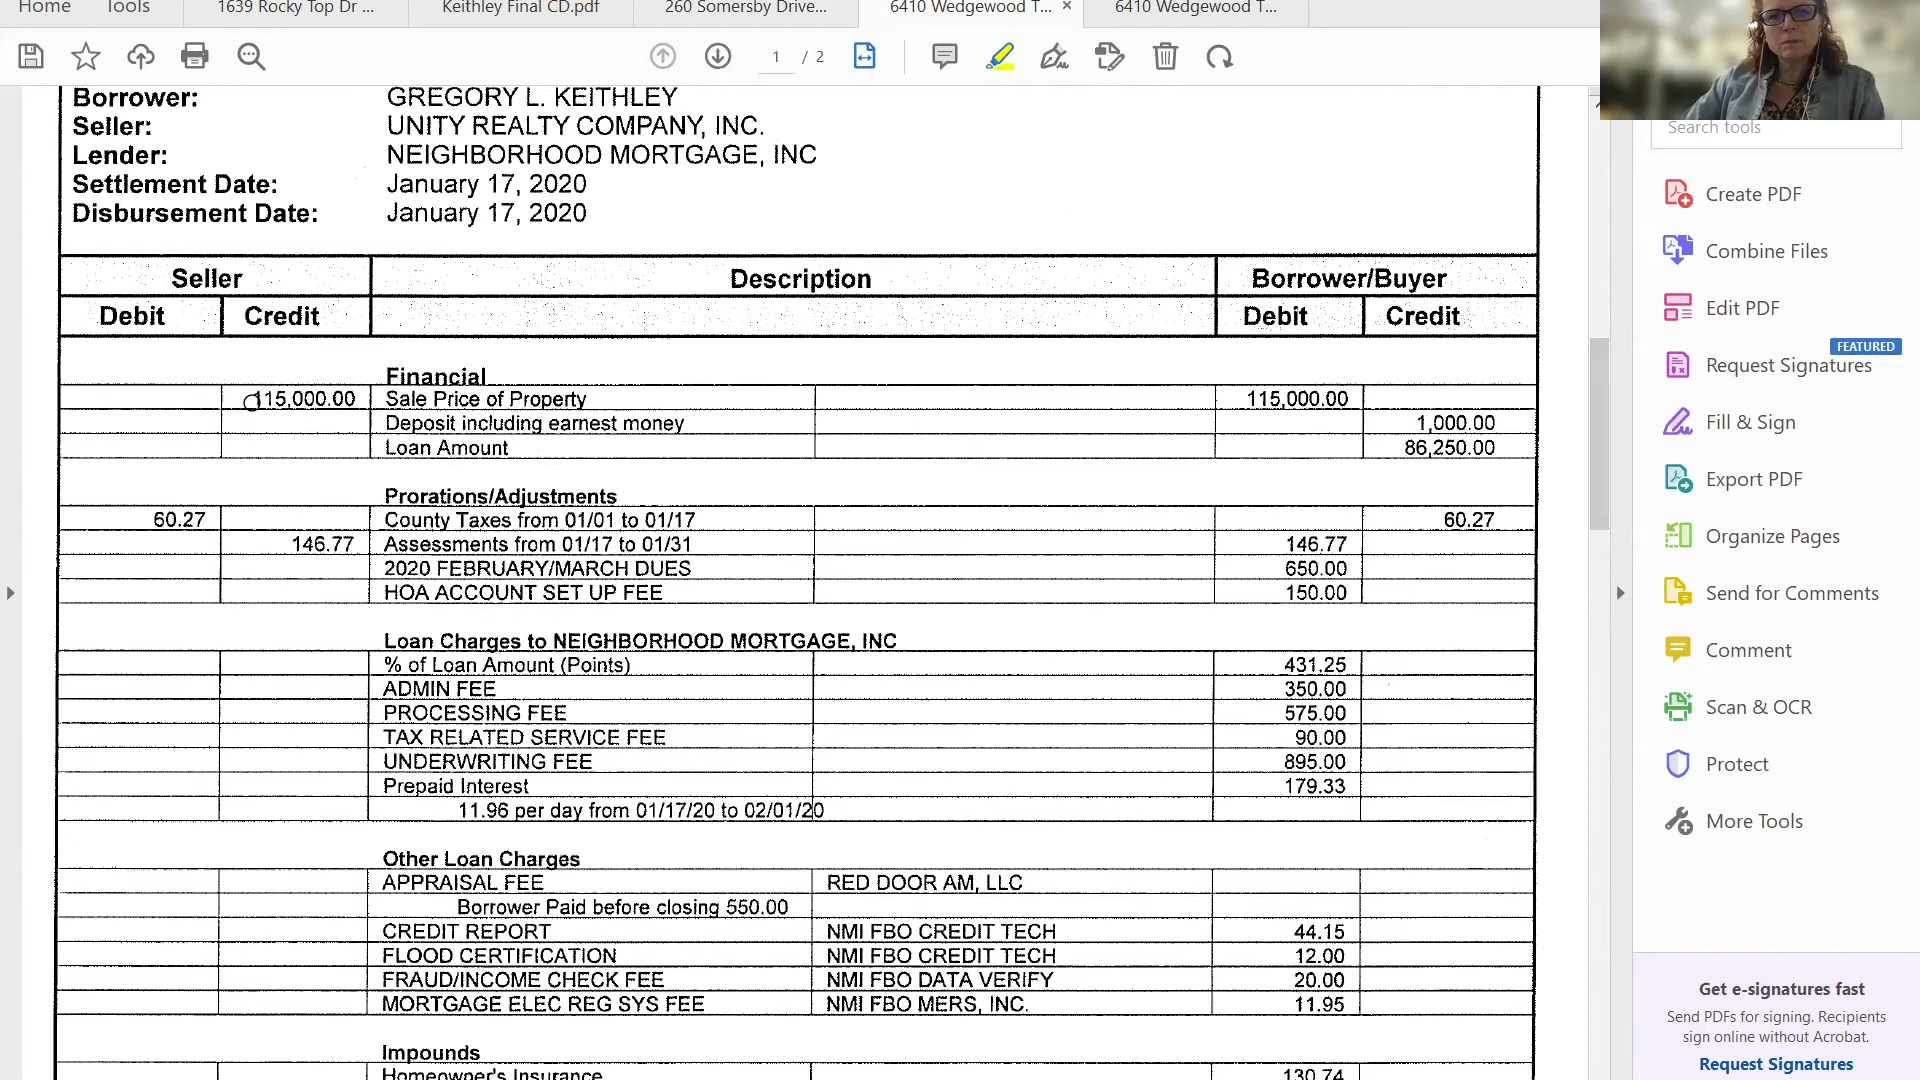 Home Tools 1639 Rocky Top Dr ... Keithley Final CD.pdf 260 Somersby Drive... 6410 Wedgewood T... × 6410 Wedgewood T...
1 / 2
Search tools
Borrower: GREGORY L. KEITHLEY
Seller: UNITY REALTY COMPANY, INC.
Lender: NEIGHBORHOOD MORTGAGE, INC
Settlement Date: January 17, 2020
Disbursement Date: January 17, 2020
Seller Description Borrower/Buyer
Debit Credit Debit Credit
Financial
115,000.00 Sale Price of Property 115,000.00
Deposit including earnest money 1,000.00
Loan Amount 86,250.00
Prorations/Adjustments
60.27 County Taxes from 01/01 to 01/17 60.27
146.77 Assessments from 01/17 to 01/31 146.77
2020 FEBRUARY/MARCH DUES 650.00
HOA ACCOUNT SET UP FEE 150.00
Loan Charges to NEIGHBORHOOD MORTGAGE, INC
% of Loan Amount (Points) 431.25
ADMIN FEE 350.00
PROCESSING FEE 575.00
TAX RELATED SERVICE FEE 90.00
UNDERWRITING FEE 895.00
Prepaid Interest 179.33
11.96 per day from 01/17/20 to 02/01/20
Other Loan Charges
APPRAISAL FEE RED DOOR AM, LLC
Borrower Paid before closing 550.00
CREDIT REPORT NMI FBO CREDIT TECH 44.15
FLOOD CERTIFICATION NMI FBO CREDIT TECH 12.00
FRAUD/INCOME CHECK FEE NMI FBO DATA VERIFY 20.00
MORTGAGE ELEC REG SYS FEE NMI FBO MERS, INC. 11.95
Impounds
Homeowner's Insurance 130.74
Create PDF
Combine Files
Edit PDF
FEATURED
Request Signatures
Fill & Sign
Export PDF
Organize Pages
Send for Comments
Comment
Scan & OCR
Protect
More Tools
Get e-signatures fast
Send PDFs for signing. Recipients
sign online without Acrobat.
Request Signatures